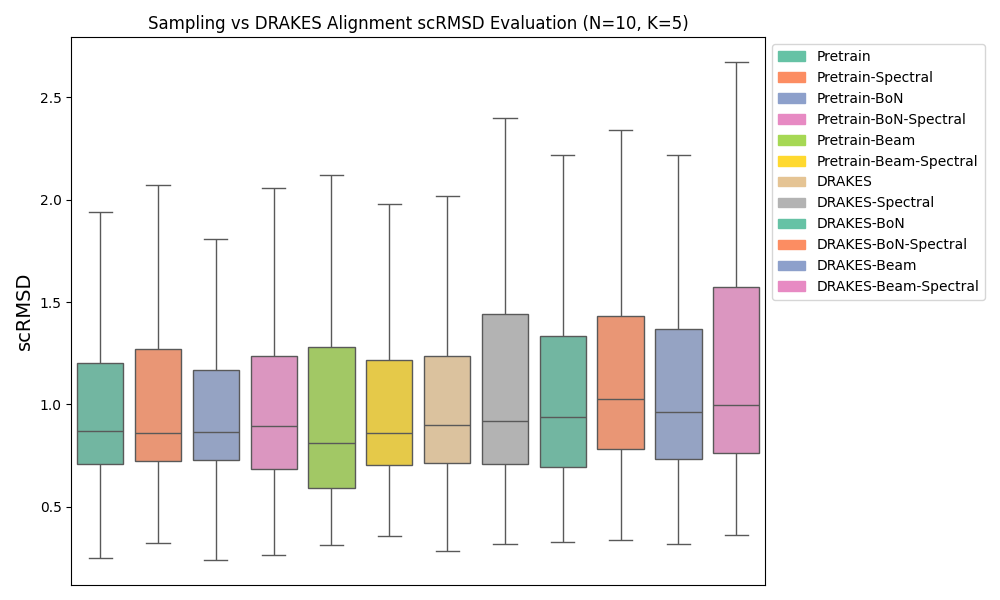 Sampling vs DRAKES Alignment scRMSD Evaluation (N=10, K=5)
scRMSD
2.5
2.0
1.5
1.0
0.5
Pretrain
Pretrain-Spectral
Pretrain-BoN
Pretrain-BoN-Spectral
Pretrain-Beam
Pretrain-Beam-Spectral
DRAKES
DRAKES-Spectral
DRAKES-BoN
DRAKES-BoN-Spectral
DRAKES-Beam
DRAKES-Beam-Spectral